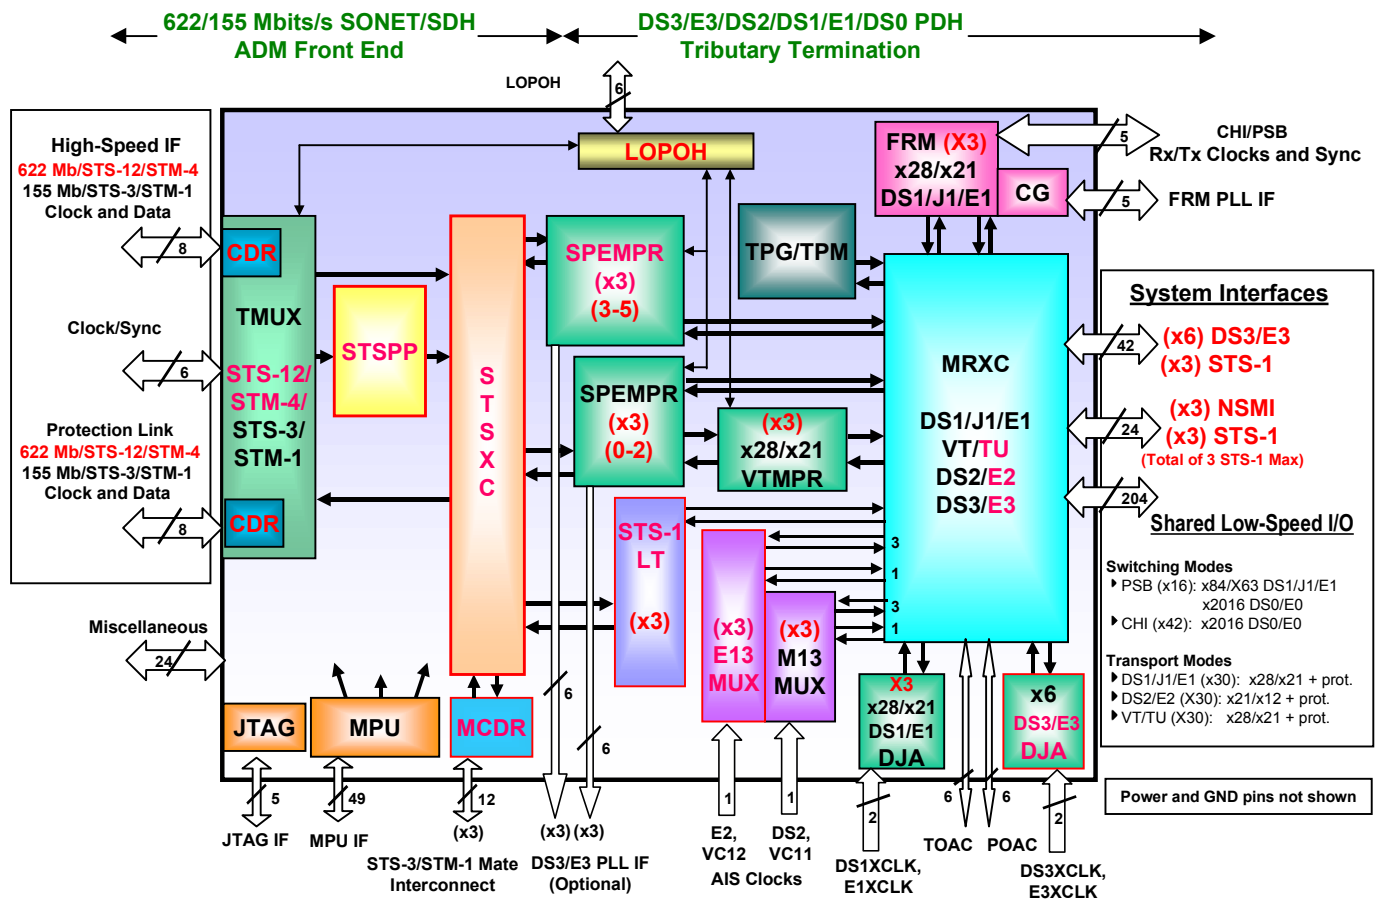 622/155 Mbits/s SONET/SDH
ADM Front End
DS3/E3/DS2/DS1/E1/DS0 PDH
Tributary Termination
LOPOH
6
High-Speed IF
622 Mb/STS-12/STM-4
155 Mb/STS-3/STM-1
Clock and Data
8
Clock/Sync
6
Protection Link
622 Mb/STS-12/STM-4
155 Mb/STS-3/STM-1
Clock and Data
8
Miscellaneous
24
CDR
TMUX
STS-12/
STM-4/
STS-3/
STM-1
CDR
STSPP
S
T
S
X
C
LOPOH
SPEMPR
(x3)
(3-5)
SPEMPR
(x3)
(0-2)
(x3)
x28/x21
VTMPR
TPG/TPM
FRM (X3)
x28/x21
DS1/J1/E1
CG
MRXC
DS1/J1/E1
VT/TU
DS2/E2
DS3/E3
3
1
3
1
STS-1
LT
(x3)
(x3)
E13
MUX
(x3)
M13
MUX
X3
x28/x21
DS1/E1
DJA
x6
DS3/E3
DJA
JTAG
MPU
MCDR
5
CHI/PSB
Rx/Tx Clocks and Sync
5
FRM PLL IF
System Interfaces
42
(x6) DS3/E3
(x3) STS-1
24
(x3) NSMI
(x3) STS-1
(Total of 3 STS-1 Max)
204
Shared Low-Speed I/O
Switching Modes
PSB (x16): x84/X63 DS1/J1/E1
x2016 DS0/E0
CHI (x42): x2016 DS0/E0
Transport Modes
DS1/J1/E1 (x30): x28/x21 + prot.
DS2/E2 (X30): x21/x12 + prot.
VT/TU (X30): x28/x21 + prot.
Power and GND pins not shown
5
JTAG IF
49
MPU IF
12
(x3)
STS-3/STM-1 Mate
Interconnect
6
6
(x3) (x3)
DS3/E3 PLL IF
(Optional)
1
E2,
VC12
1
DS2,
VC11
AIS Clocks
2
DS1XCLK,
E1XCLK
6
TOAC
6
POAC
2
DS3XCLK,
E3XCLK